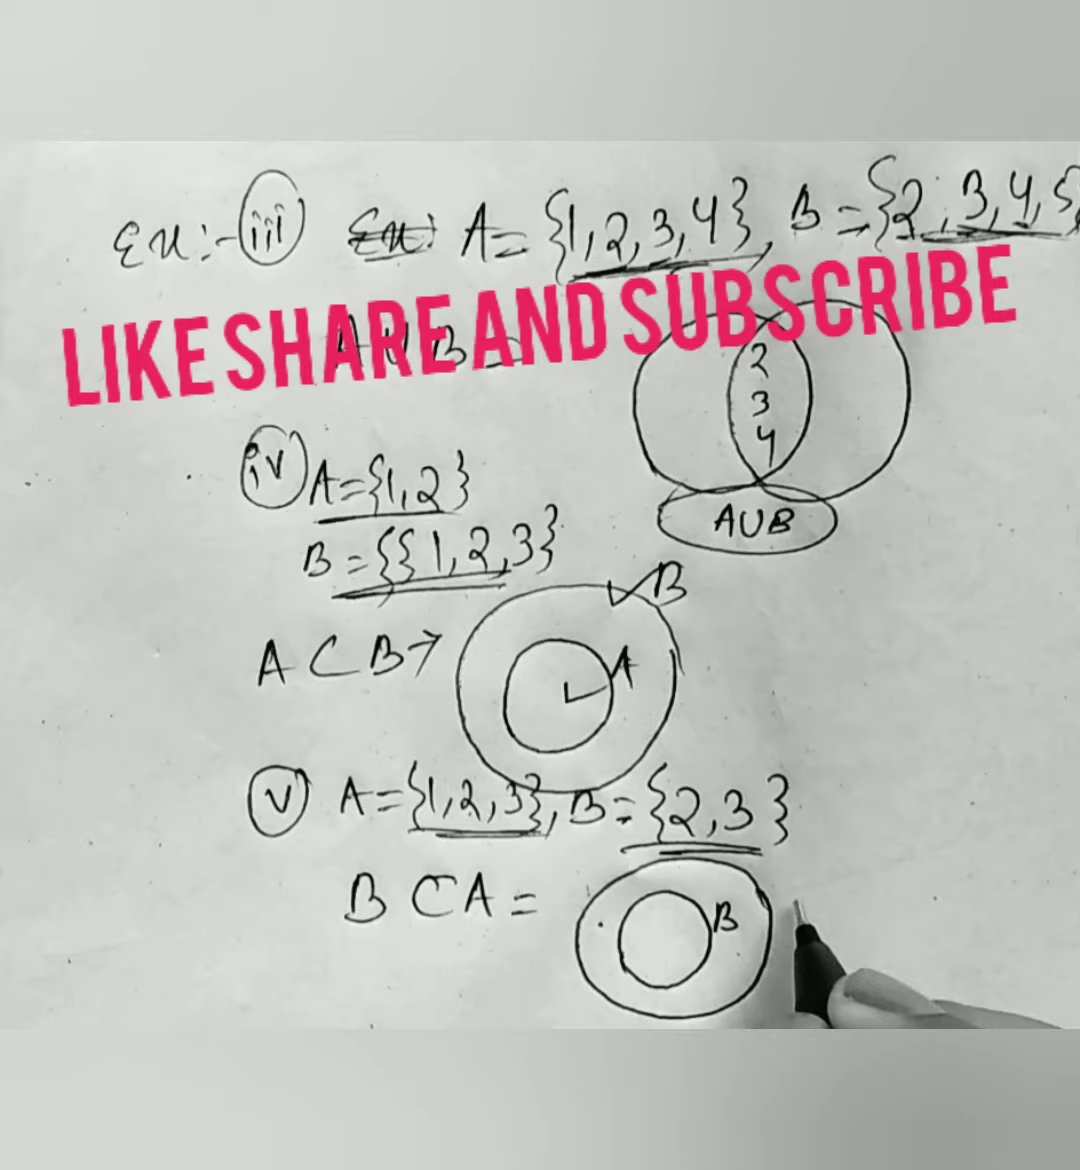 Ex:- (iii) Ex: A = {1,2,3,4}, B = {2,3,4,5
LIKE SHARE AND SUBSCRIBE
A U B =
2
3
4
A U B
(iv) A = {1,2}
B = {{1,2,3}
B
A ⊂ B →
A
(v) A = {1,2,3}, B = {2,3}
B ⊂ A =
B